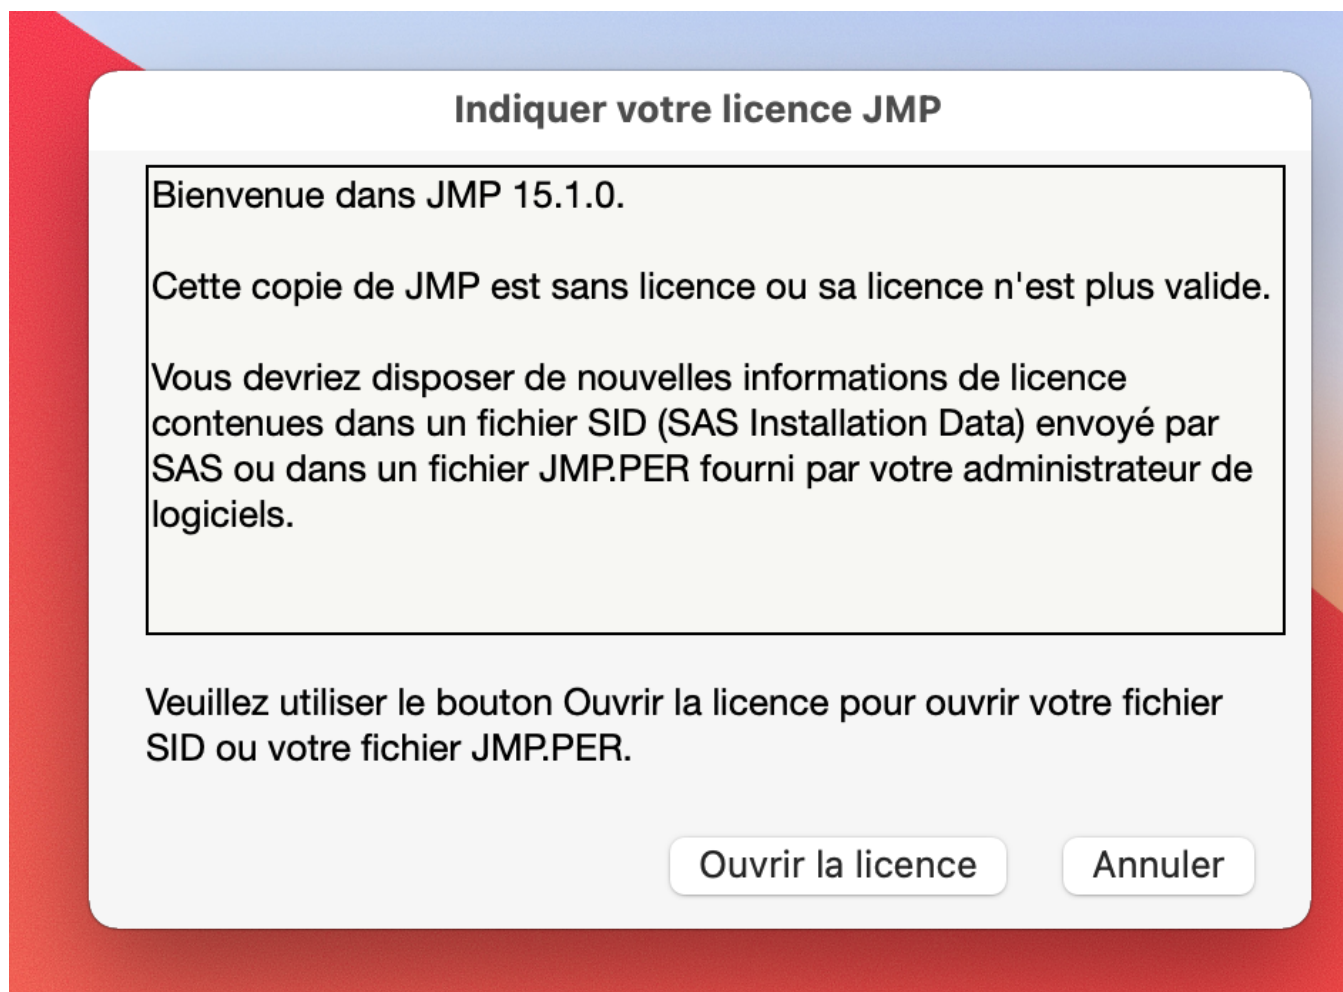 Indiquer votre licence JMP
Bienvenue dans JMP 15.1.0.
Cette copie de JMP est sans licence ou sa licence n'est plus valide.
Vous devriez disposer de nouvelles informations de licence
contenues dans un fichier SID (SAS Installation Data) envoyé par
SAS ou dans un fichier JMP.PER fourni par votre administrateur de
logiciels.
Veuillez utiliser le bouton Ouvrir la licence pour ouvrir votre fichier
SID ou votre fichier JMP.PER.
Ouvrir la licence
Annuler